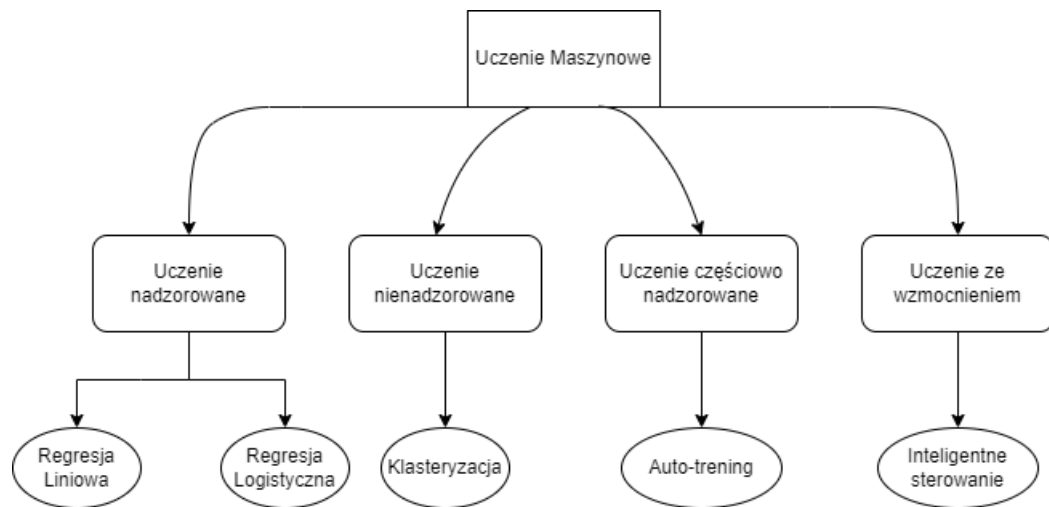 Uczenie Maszynowe
Uczenie
nadzorowane
Uczenie
nienadzorowane
Uczenie częściowo
nadzorowane
Uczenie ze
wzmocnieniem
Regresja
Liniowa
Regresja
Logistyczna
Klasteryzacja
Auto-trening
Inteligentne
sterowanie